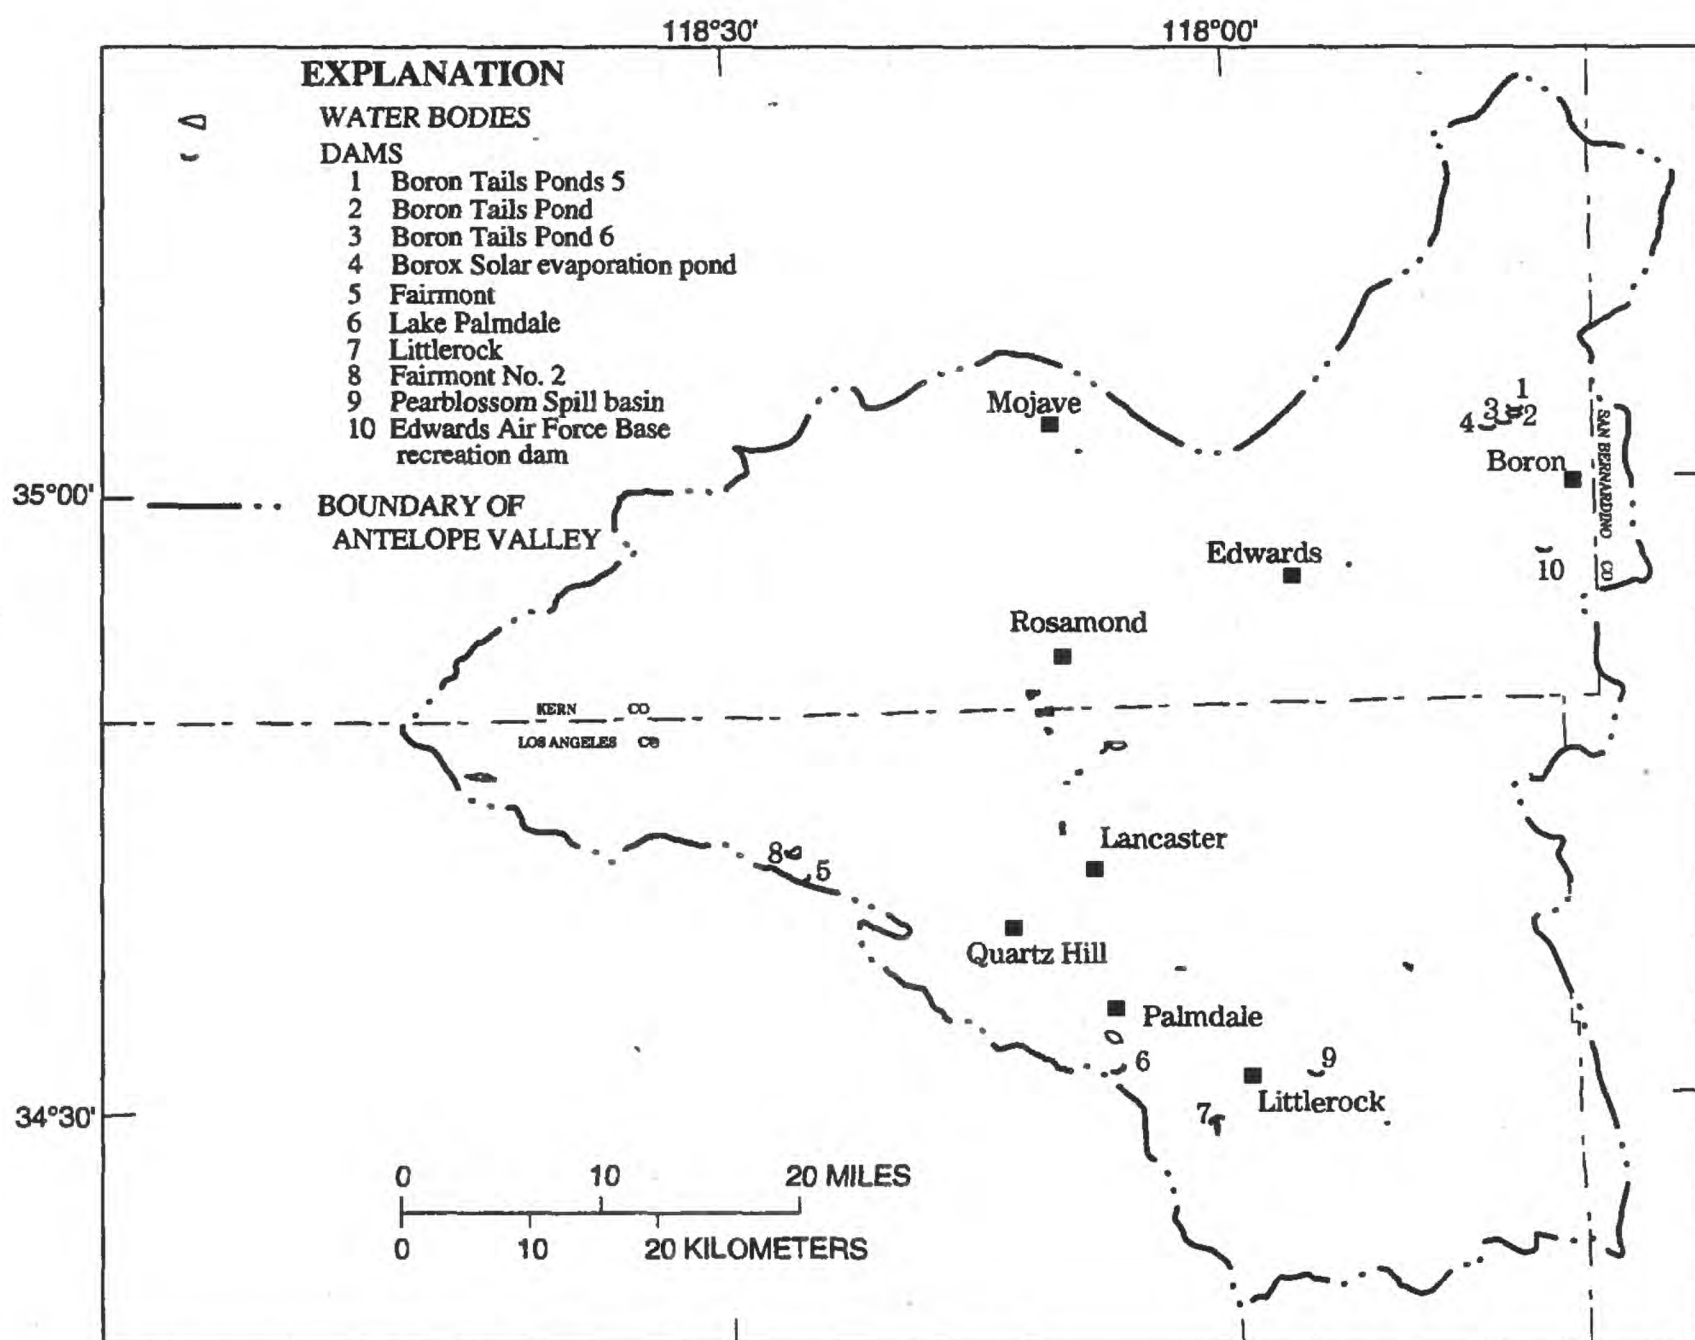 118°30' 118°00'
EXPLANATION
WATER BODIES
DAMS
1 Boron Tails Ponds 5
2 Boron Tails Pond
3 Boron Tails Pond 6
4 Borox Solar evaporation pond
5 Fairmont
6 Lake Palmdale
7 Littlerock
8 Fairmont No. 2
9 Pearblossom Spill basin
10 Edwards Air Force Base
recreation dam
BOUNDARY OF
ANTELOPE VALLEY
35°00'
34°30'
Mojave
1
3
4 2
Boron
SAN BERNARDINO CO
Edwards
10
Rosamond
KERN CO
LOS ANGELES CO
8
5
Lancaster
Quartz Hill
Palmdale
6
9
7
Littlerock
0 10 20 MILES
0 10 20 KILOMETERS